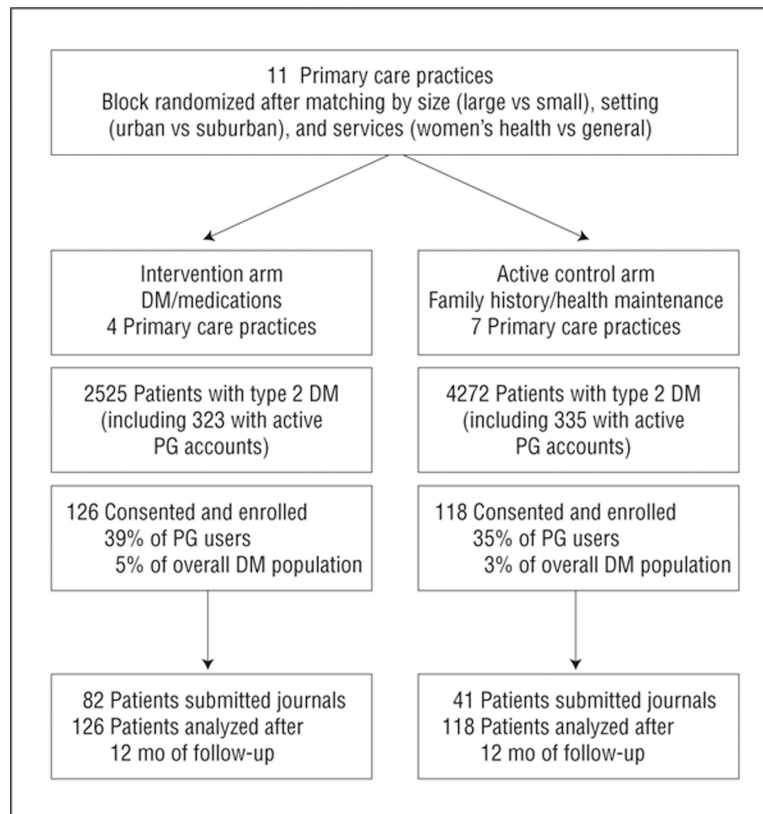 11 Primary care practices
Block randomized after matching by size (large vs small), setting
(urban vs suburban), and services (women's health vs general)
Intervention arm
DM/medications
4 Primary care practices
Active control arm
Family history/health maintenance
7 Primary care practices
2525 Patients with type 2 DM
(including 323 with active
PG accounts)
4272 Patients with type 2 DM
(including 335 with active
PG accounts)
126 Consented and enrolled
39% of PG users
5% of overall DM population
118 Consented and enrolled
35% of PG users
3% of overall DM population
82 Patients submitted journals
126 Patients analyzed after
12 mo of follow-up
41 Patients submitted journals
118 Patients analyzed after
12 mo of follow-up